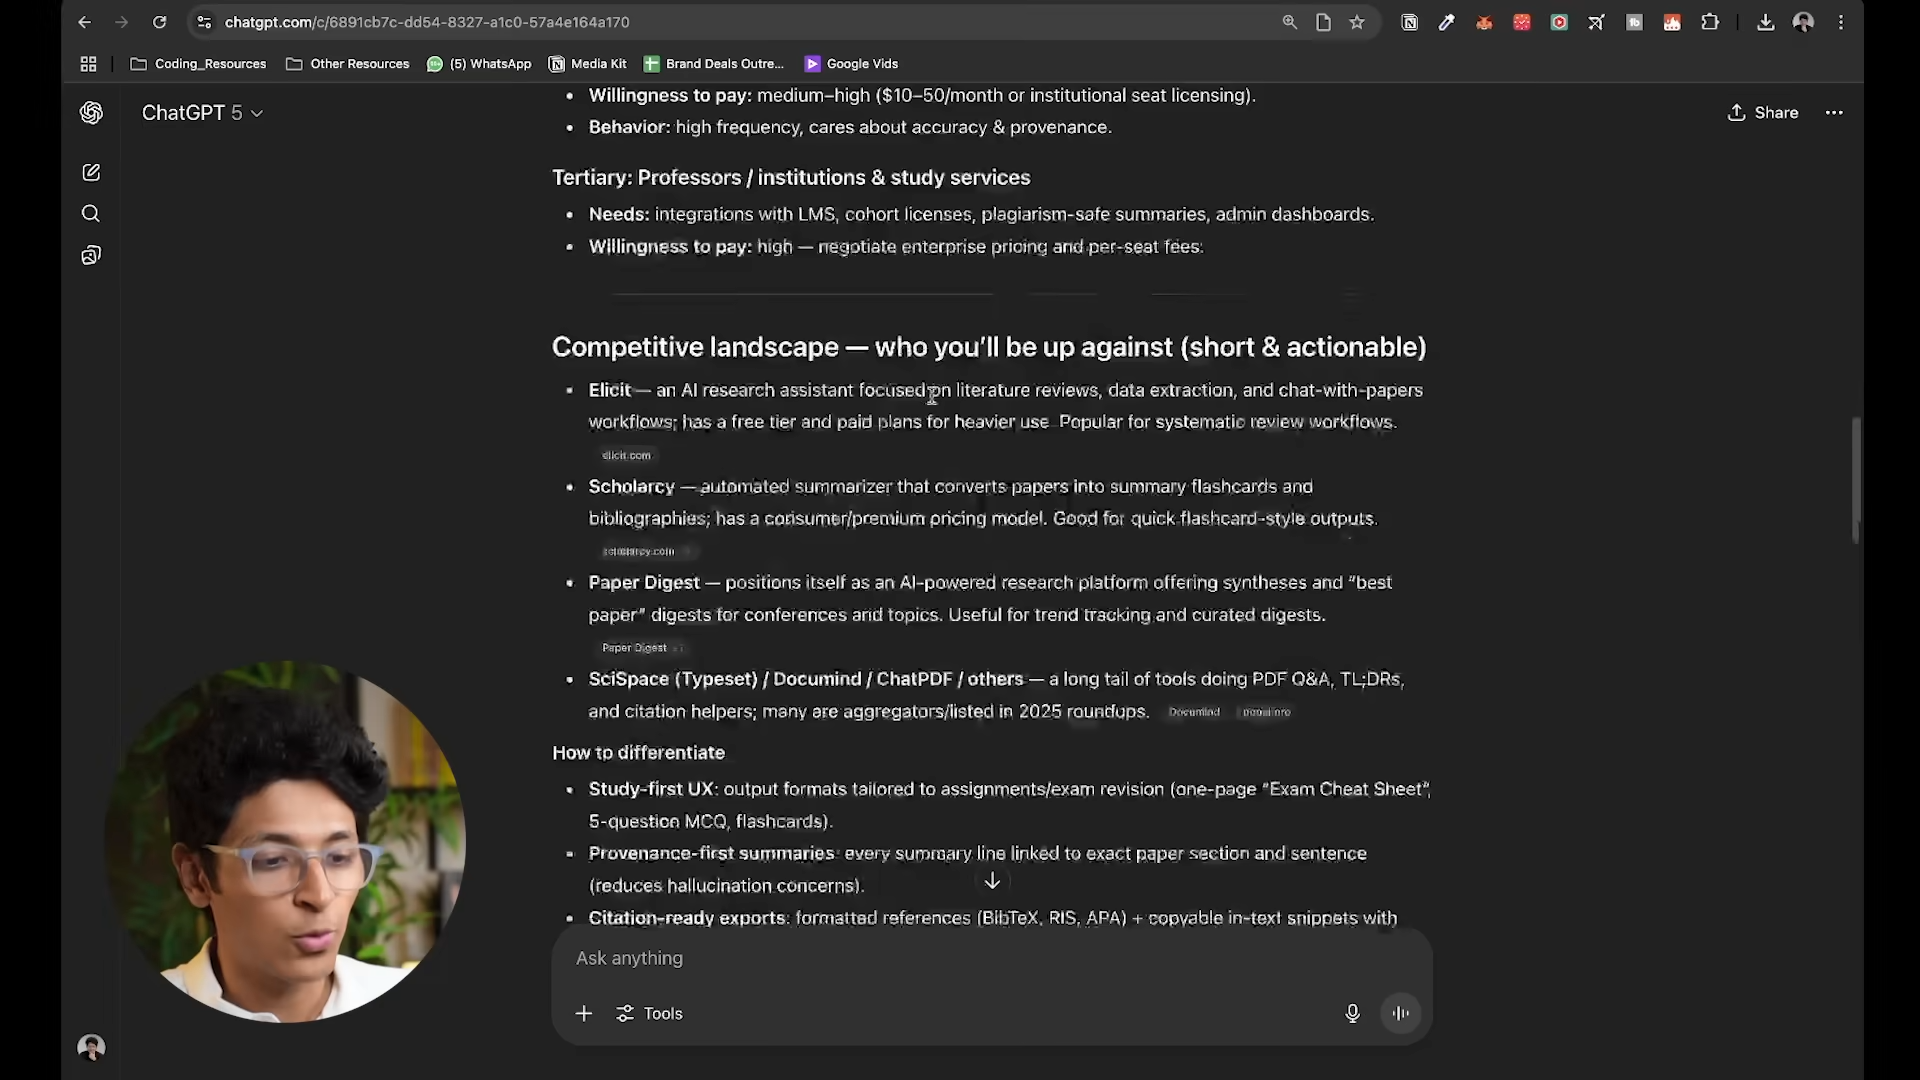 chatgpt.com/c/6891cb7c-dd54-8327-a1c0-57a4e164a170
Coding_Resources
Other Resources
(5) WhatsApp
Media Kit
Brand Deals Outre...
Google Vids
ChatGPT 5
Share
• Willingness to pay: medium–high ($10–50/month or institutional seat licensing).
• Behavior: high frequency, cares about accuracy & provenance.
Tertiary: Professors / institutions & study services
• Needs: integrations with LMS, cohort licenses, plagiarism-safe summaries, admin dashboards.
• Willingness to pay: high — negotiate enterprise pricing and per-seat fees.
Competitive landscape — who you'll be up against (short & actionable)
• Elicit — an AI research assistant focused on literature reviews, data extraction, and chat-with-papers
workflows; has a free tier and paid plans for heavier use. Popular for systematic review workflows.
elicit.com
• Scholarcy — automated summarizer that converts papers into summary flashcards and
bibliographies; has a consumer/premium pricing model. Good for quick flashcard-style outputs.
scholarcy.com
• Paper Digest — positions itself as an AI-powered research platform offering syntheses and “best
paper” digests for conferences and topics. Useful for trend tracking and curated digests.
Paper Digest
• SciSpace (Typeset) / Documind / ChatPDF / others — a long tail of tools doing PDF Q&A, TL;DRs,
and citation helpers; many are aggregators/listed in 2025 roundups. Documind
How to differentiate
• Study-first UX: output formats tailored to assignments/exam revision (one-page “Exam Cheat Sheet”,
5-question MCQ, flashcards).
• Provenance-first summaries: every summary line linked to exact paper section and sentence
(reduces hallucination concerns).
• Citation-ready exports: formatted references (BibTeX, RIS, APA) + copyable in-text snippets with
Ask anything
Tools